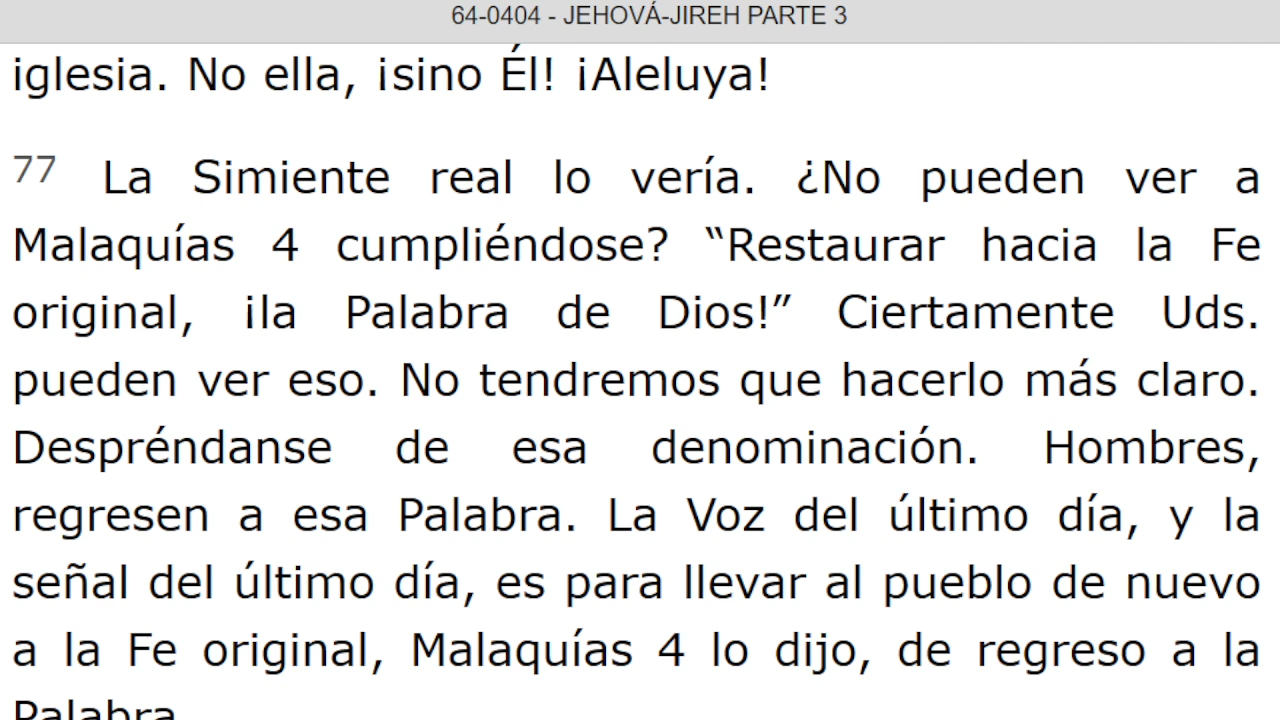 64-0404 - JEHOVÁ-JIREH PARTE 3
iglesia. No ella, ¡sino Él! ¡Aleluya!
77 La Simiente real lo vería. ¿No pueden ver a
Malaquías 4 cumpliéndose? “Restaurar hacia la Fe
original, ¡la Palabra de Dios!” Ciertamente Uds.
pueden ver eso. No tendremos que hacerlo más claro.
Despréndanse de esa denominación. Hombres,
regresen a esa Palabra. La Voz del último día, y la
señal del último día, es para llevar al pueblo de nuevo
a la Fe original, Malaquías 4 lo dijo, de regreso a la
Palabra.